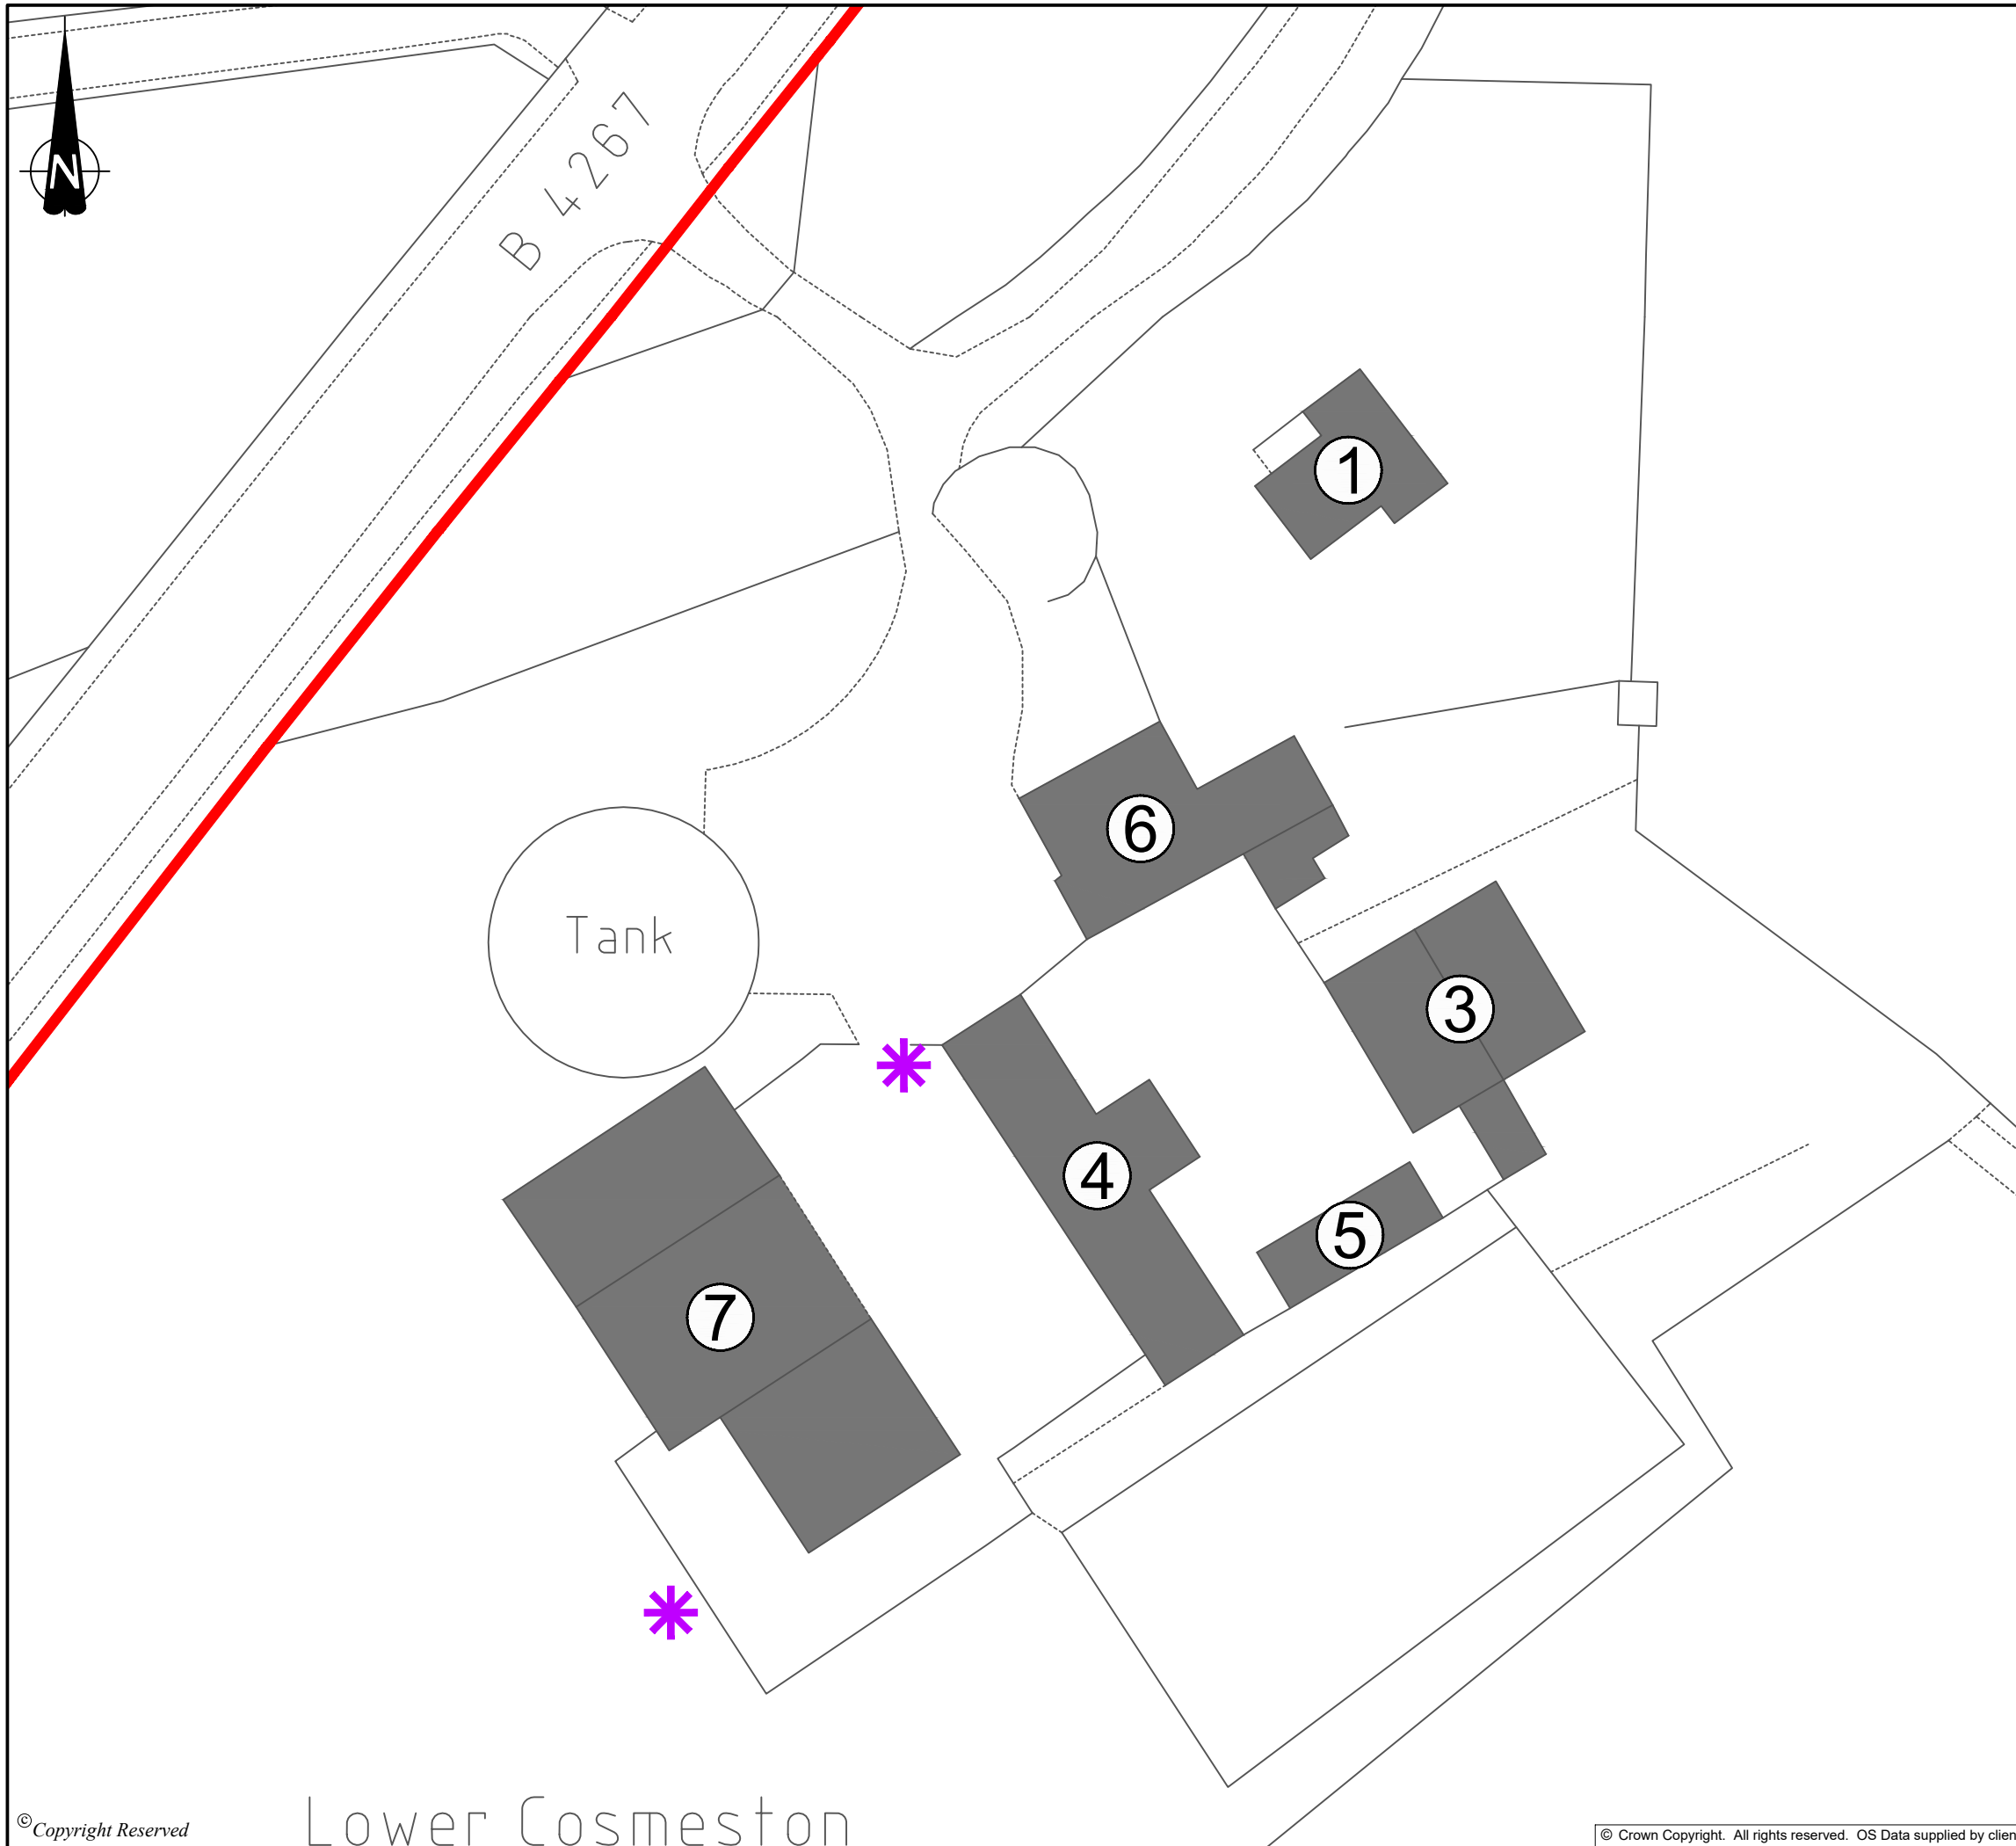 B 4267
N
1
6
Tank
3
4
5
7
Lower Cosmeston
©Copyright Reserved
© Crown Copyright. All rights reserved. OS Data supplied by